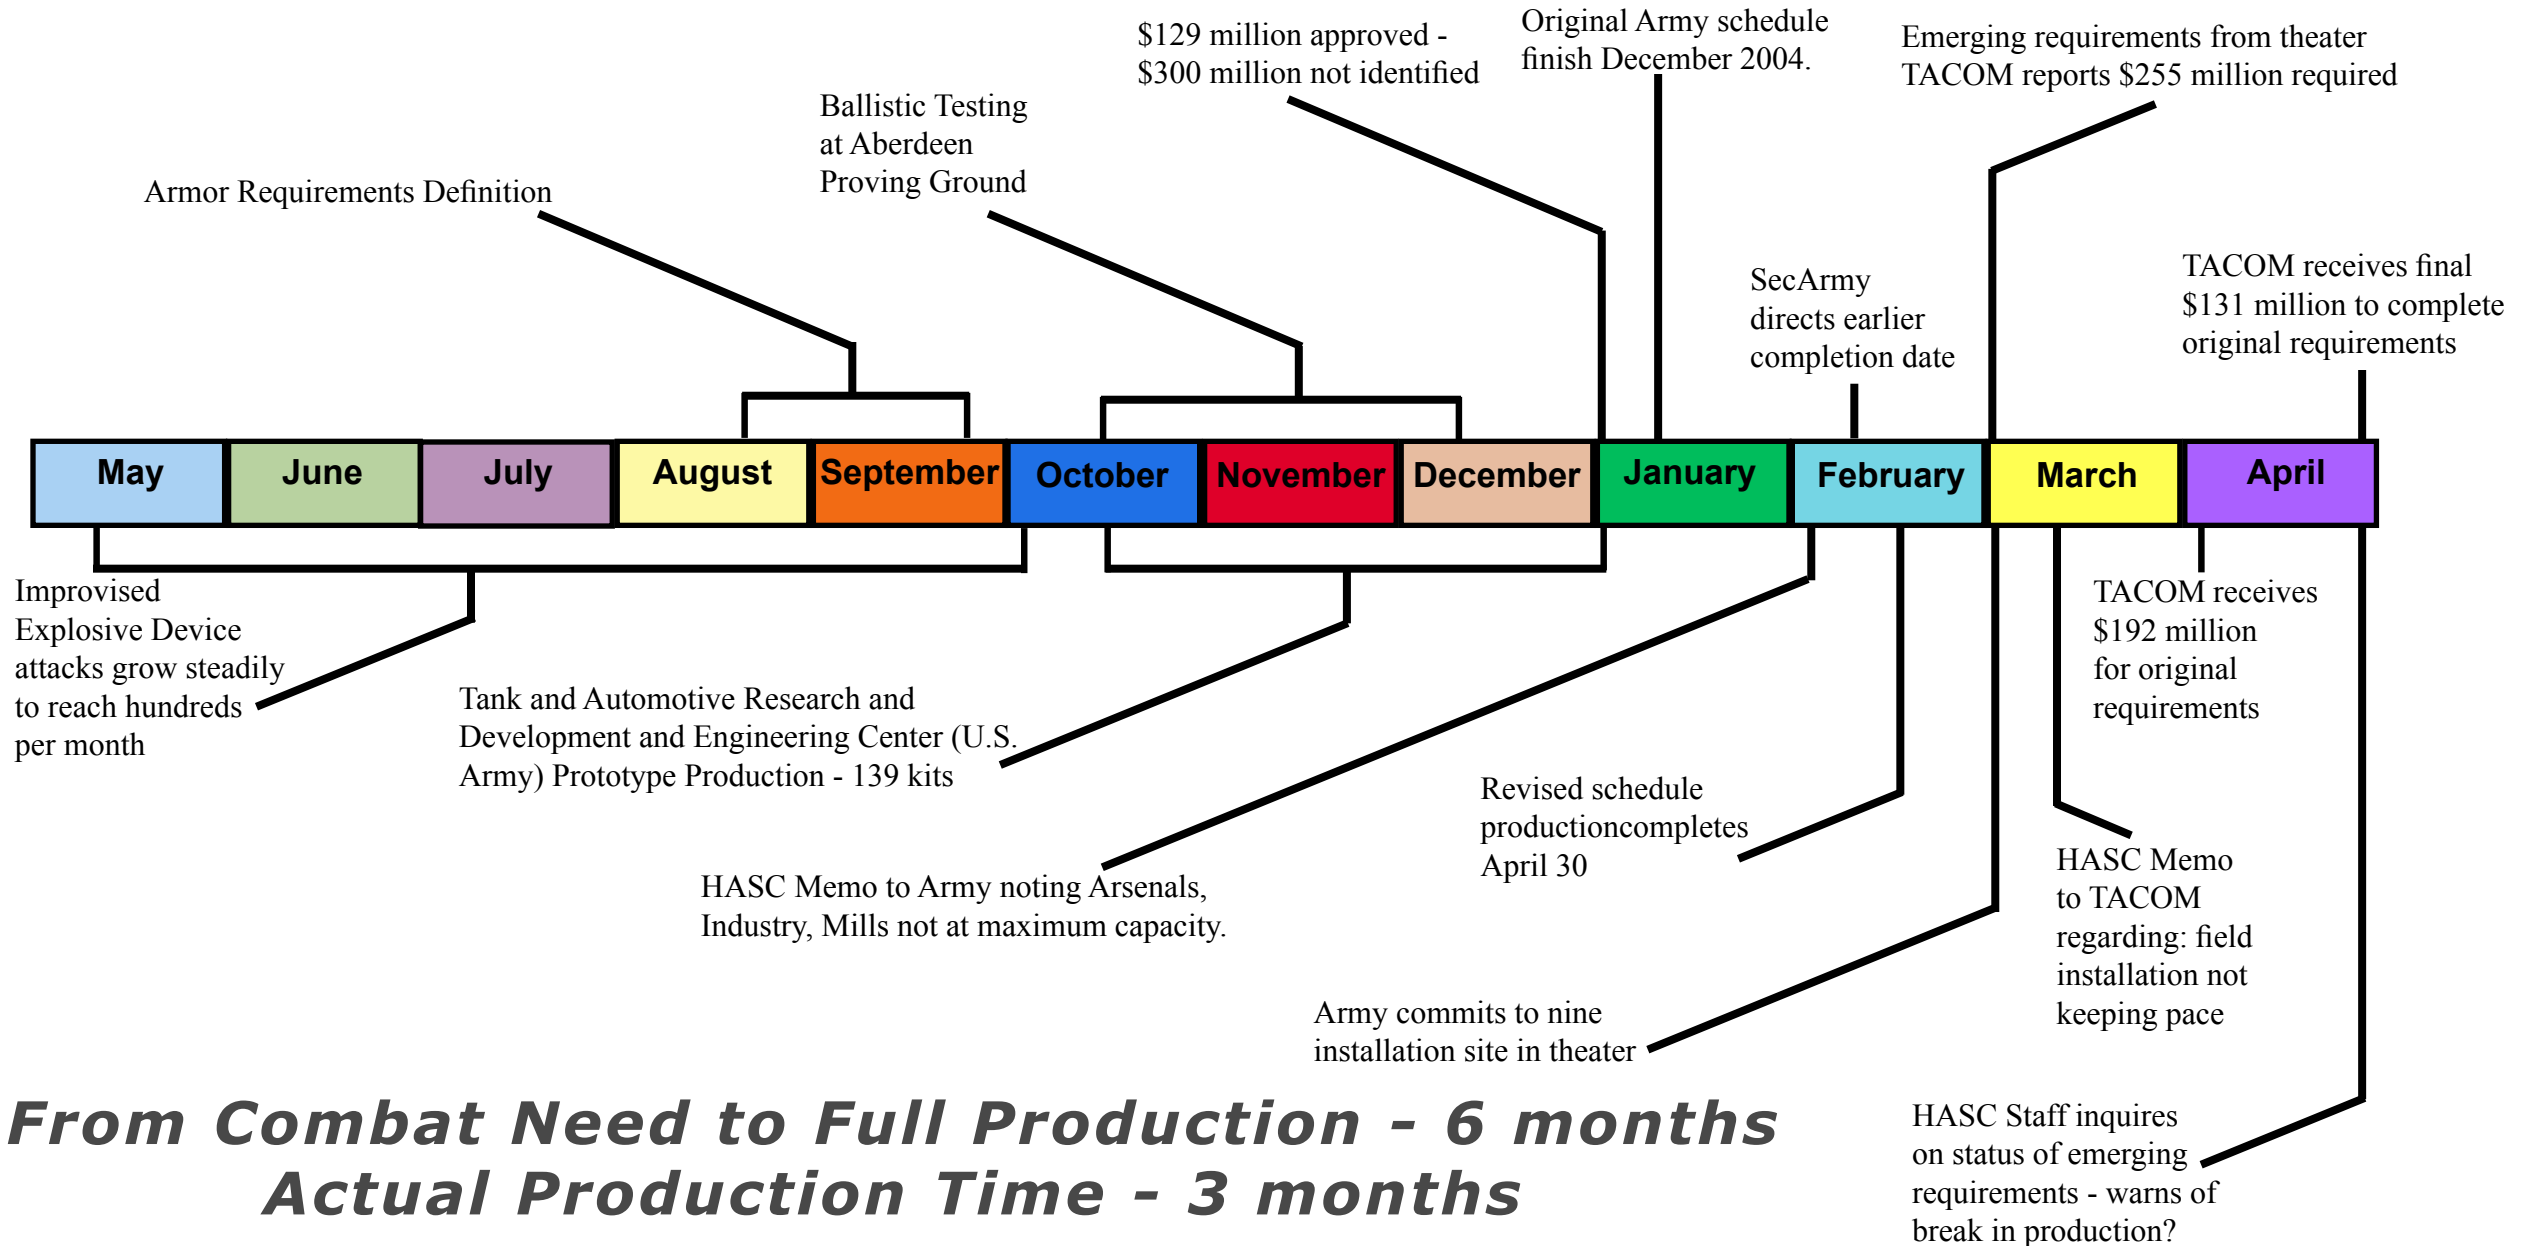 $129 million approved -
$300 million not identified
Original Army schedule
finish December 2004.
Emerging requirements from theater
TACOM reports $255 million required
Ballistic Testing
at Aberdeen
Proving Ground
Armor Requirements Definition
SecArmy
directs earlier
completion date
TACOM receives final
$131 million to complete
original requirements
May
June
July
August
September
October
November
December
January
February
March
April
Improvised
Explosive Device
attacks grow steadily
to reach hundreds
per month
Tank and Automotive Research and
Development and Engineering Center (U.S.
Army) Prototype Production - 139 kits
HASC Memo to Army noting Arsenals,
Industry, Mills not at maximum capacity.
Revised schedule
productioncompletes
April 30
Army commits to nine
installation site in theater
TACOM receives
$192 million
for original
requirements
HASC Memo
to TACOM
regarding: field
installation not
keeping pace
HASC Staff inquires
on status of emerging
requirements - warns of
break in production?
From Combat Need to Full Production - 6 months
Actual Production Time - 3 months